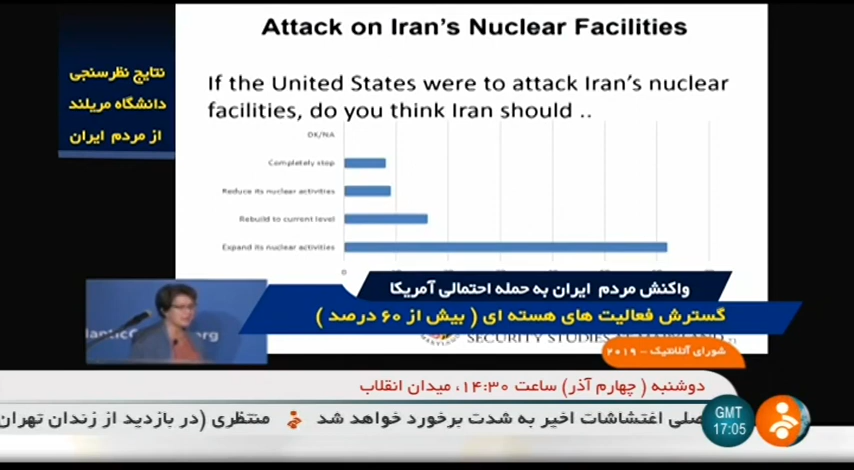 Attack on Iran's Nuclear Facilities
نتایج نظرسنجی
دانشگاه مریلند
از مردم ایران
If the United States were to attack Iran's nuclear
facilities, do you think Iran should ..
DK/NA
Completely stop
Reduce its nuclear activities
Rebuild to current level
Expand its nuclear activities
0
واکنش مردم ایران به حمله احتمالی آمریکا
گسترش فعالیت های هسته ای ( بیش از ۶۰ درصد )
SECURITY STUDIES
21
شورای آتلانتیک - ۲۰۱۹
دوشنبه ( چهارم آذر) ساعت ۱۴:۳۰، میدان انقلاب
اغتشاشات اخیر به شدت برخورد خواهد شد
منتظری (در بازدید از زندان تهران
GMT
17:05